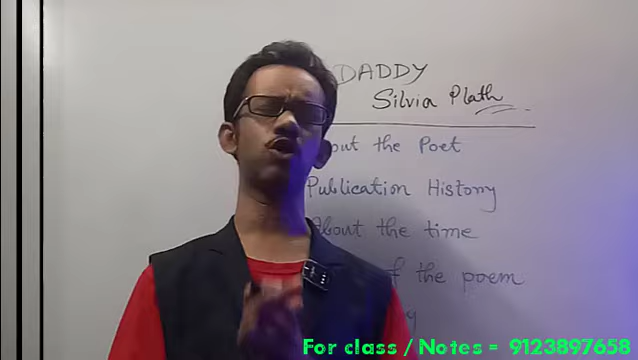 DADDY
Silvia Plath
out the Poet
Publication History
About the time
f the poem
y
For class / Notes = 9123897658